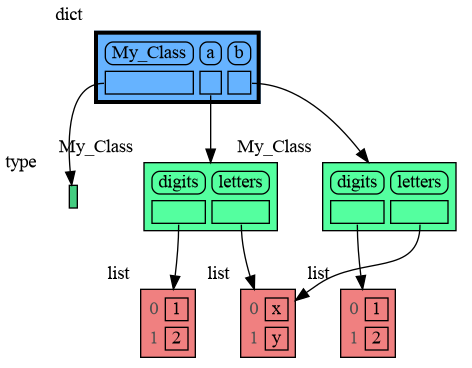 dict
My_Class a b
type My_Class My_Class
digits letters digits letters
list list list
0 1 0 x 0 1
1 2 1 y 1 2